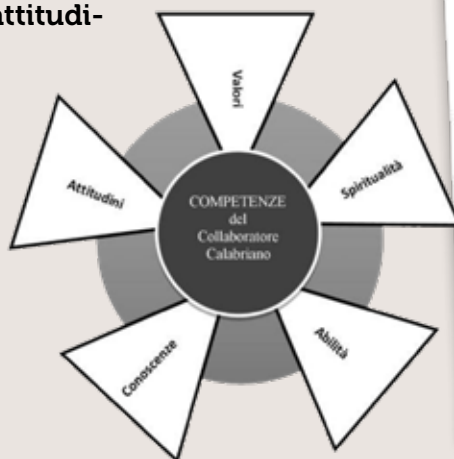 attitudi-
Valori
Spiritualità
Abilità
Conoscenze
Attitudini
COMPETENZE
del
Collaboratore
Calabriano